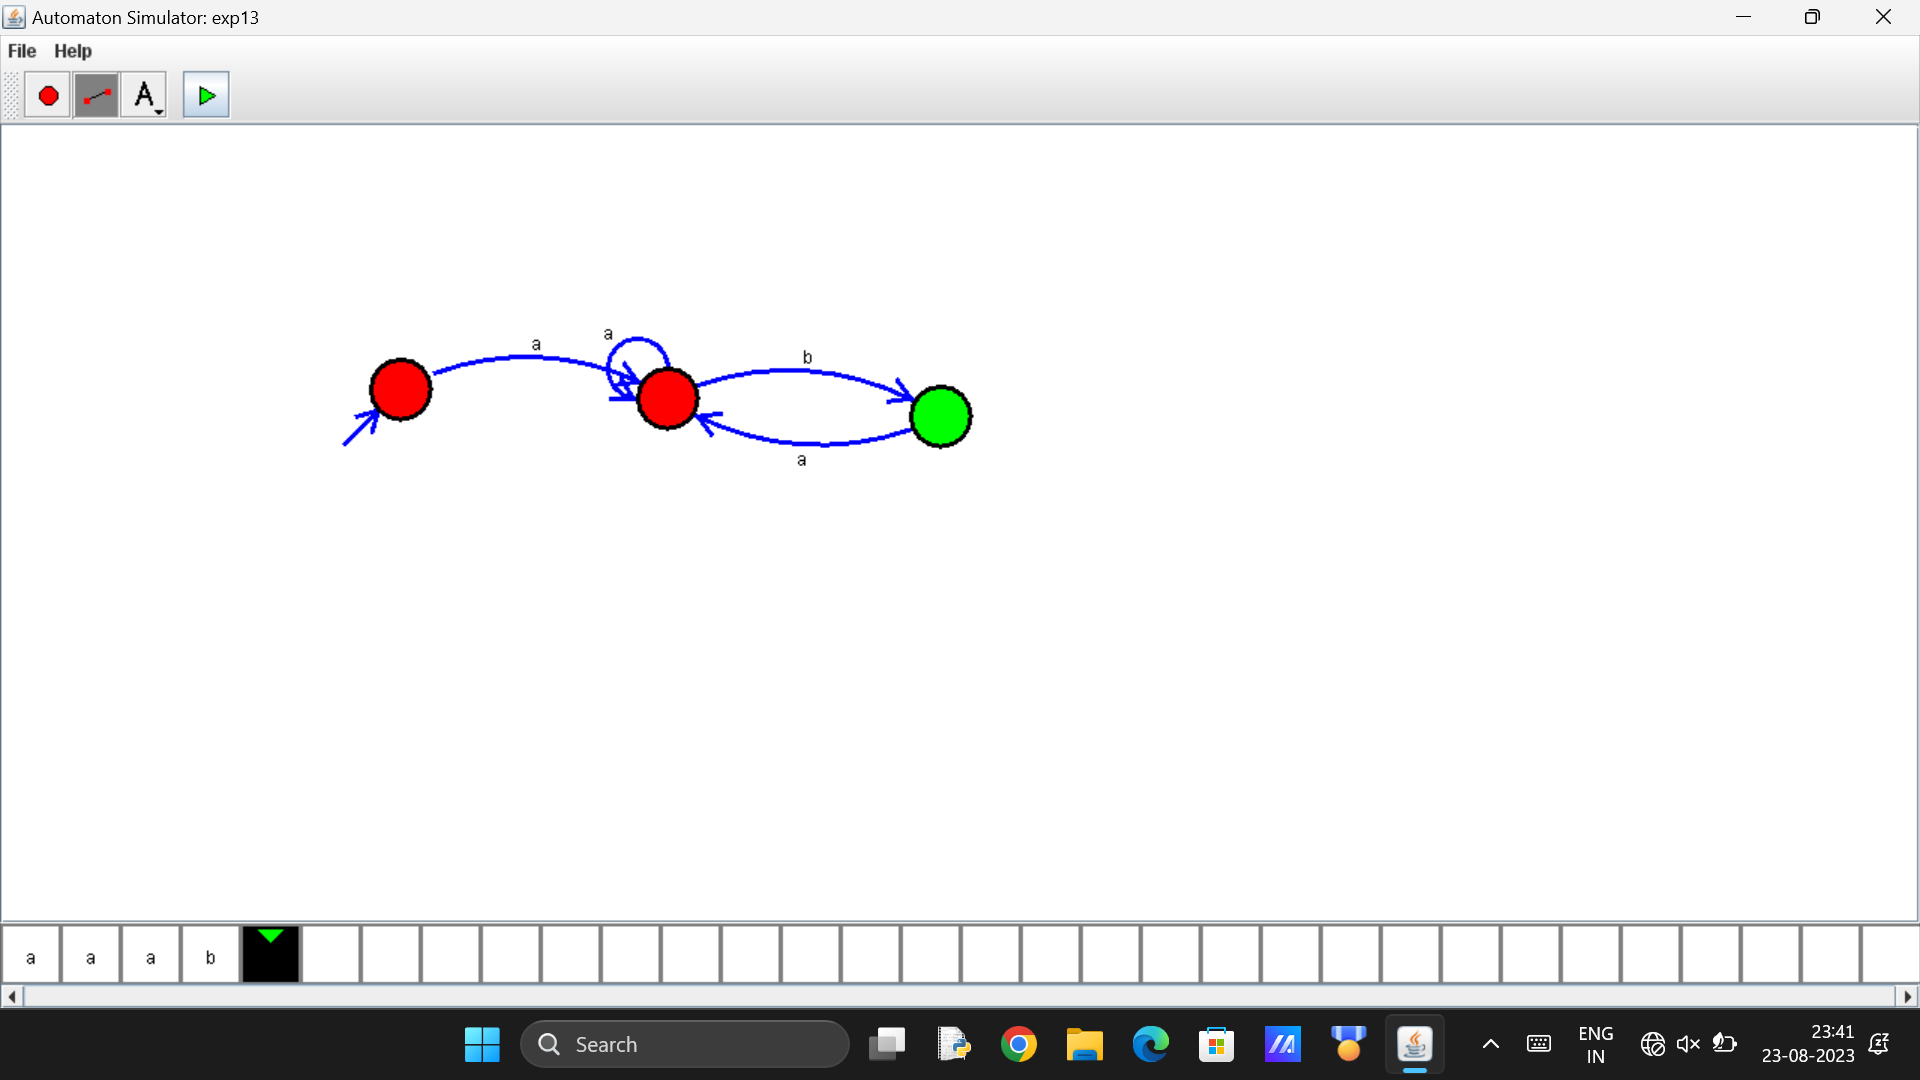 Automaton Simulator: exp13
File Help
A
a
a
b
a
a a a b
Search
ENG
IN
23:41
23-08-2023